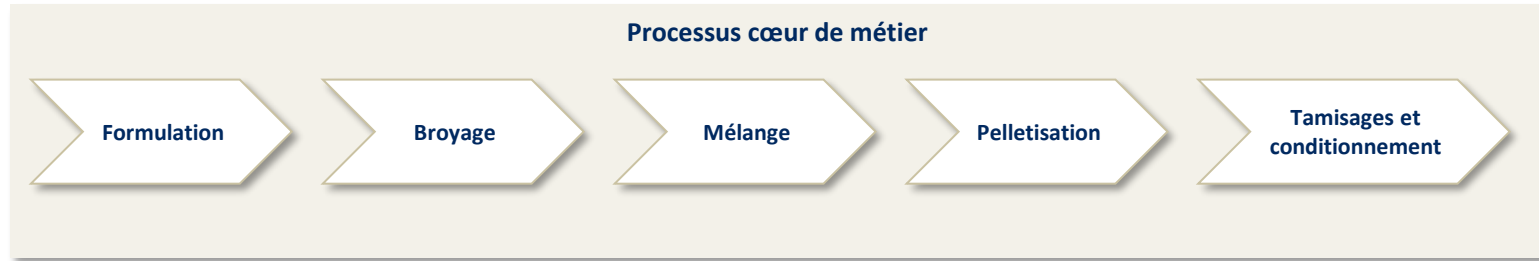 Processus cœur de métier
Formulation
Broyage
Mélange
Pelletisation
Tamisages et
conditionnement